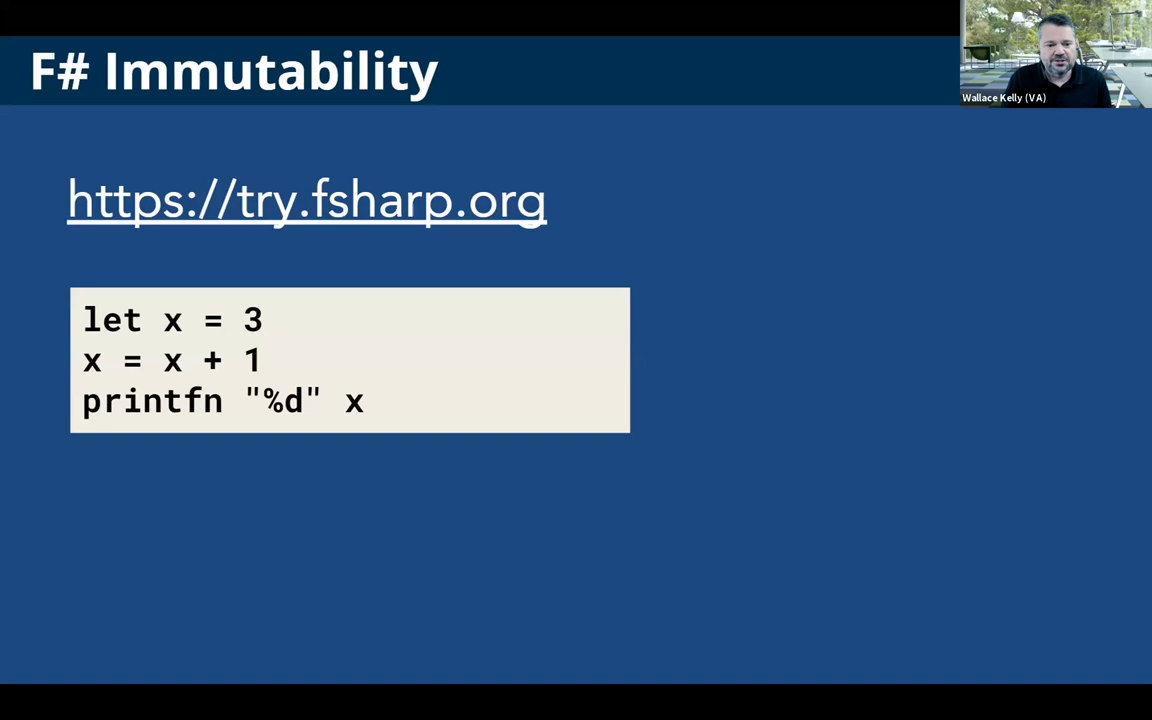 F# Immutability
Wallace Kelly (VA)
https://try.fsharp.org
let x = 3
x = x + 1
printfn "%d" x